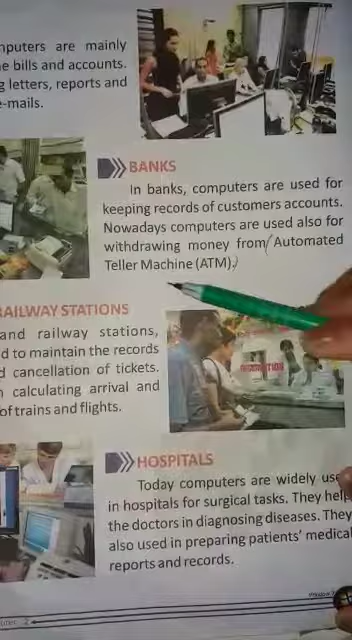 mputers are mainly
e bills and accounts.
g letters, reports and
e-mails.
BANKS
In banks, computers are used for
keeping records of customers accounts.
Nowadays computers are used also for
withdrawing money from (Automated
Teller Machine (ATM).)
RAILWAY STATIONS
and railway stations,
d to maintain the records
d cancellation of tickets.
n calculating arrival and
of trains and flights.
HOSPITALS
Today computers are widely used
in hospitals for surgical tasks. They help
the doctors in diagnosing diseases. They
also used in preparing patients' medical
reports and records.